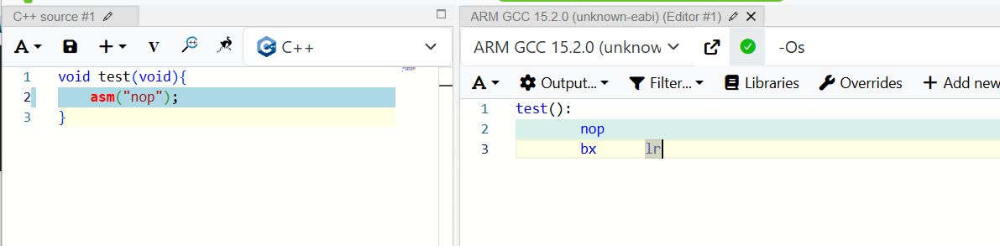 C++ source #1
A
V
C++
1 void test(void){
2 asm("nop");
3 }
ARM GCC 15.2.0 (unknown-eabi) (Editor #1)
ARM GCC 15.2.0 (unknow
-Os
A
Output...
Filter...
Libraries
Overrides
Add new
1 test():
2 nop
3 bx lr